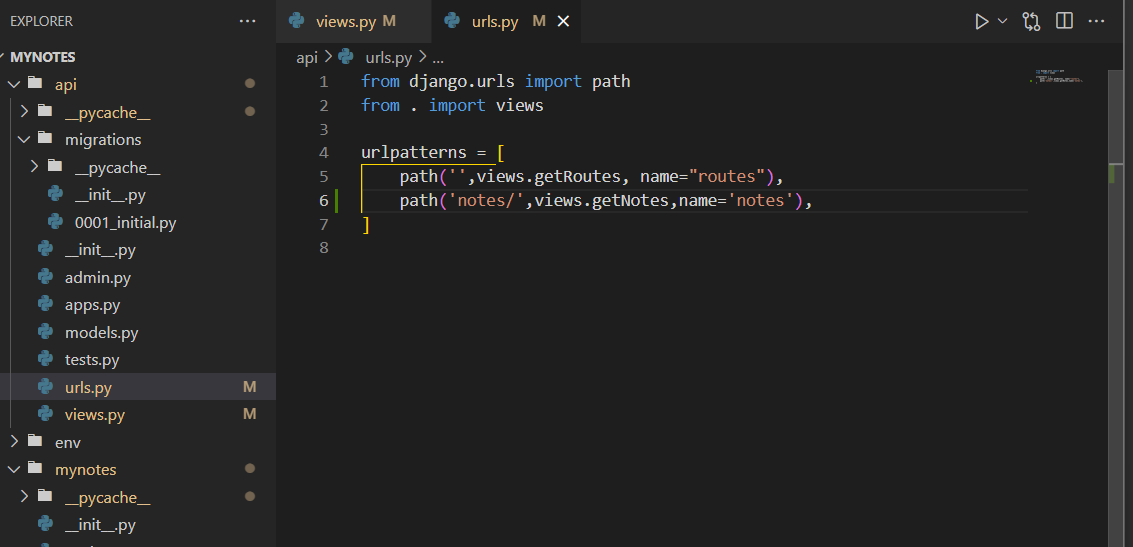 EXPLORER
MYNOTES
api
__pycache__
migrations
__pycache__
__init__.py
0001_initial.py
__init__.py
admin.py
apps.py
models.py
tests.py
urls.py M
views.py M
env
mynotes
__pycache__
__init__.py
views.py M urls.py M
api > urls.py > ...
1 from django.urls import path
2 from . import views
3
4 urlpatterns = [
5     path('',views.getRoutes, name="routes"),
6     path('notes/',views.getNotes,name='notes'),
7 ]
8